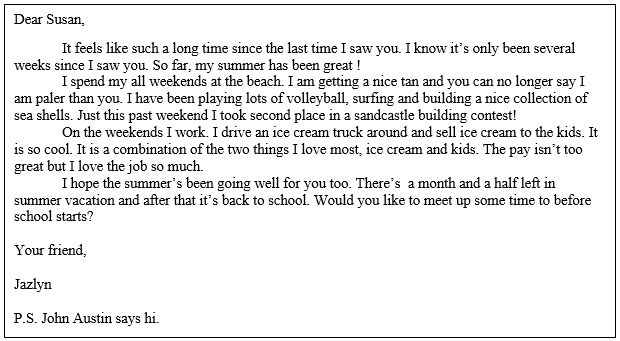 Dear Susan,
It feels like such a long time since the last time I saw you. I know it’s only been several
weeks since I saw you. So far, my summer has been great !
I spend my all weekends at the beach. I am getting a nice tan and you can no longer say I
am paler than you. I have been playing lots of volleyball, surfing and building a nice collection of
sea shells. Just this past weekend I took second place in a sandcastle building contest!
On the weekends I work. I drive an ice cream truck around and sell ice cream to the kids. It
is so cool. It is a combination of the two things I love most, ice cream and kids. The pay isn’t too
great but I love the job so much.
I hope the summer’s been going well for you too. There’s  a month and a half left in
summer vacation and after that it’s back to school. Would you like to meet up some time to before
school starts?
Your friend,
Jazlyn
P.S. John Austin says hi.